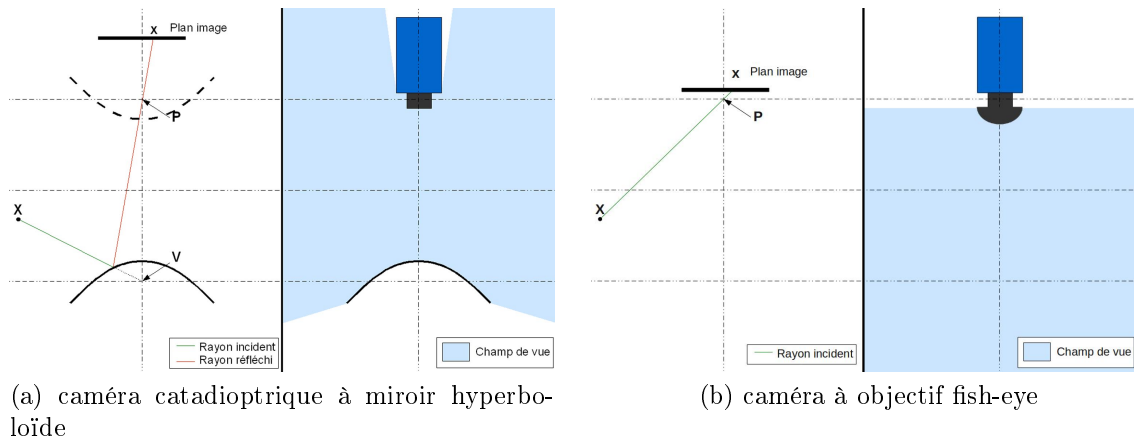 X Plan image
P
X
V
Rayon incident
Rayon réfléchi
Champ de vue
(a) caméra catadioptrique à miroir hyperbo-
loïde
x Plan image
P
X
Rayon incident
Champ de vue
(b) caméra à objectif fish-eye